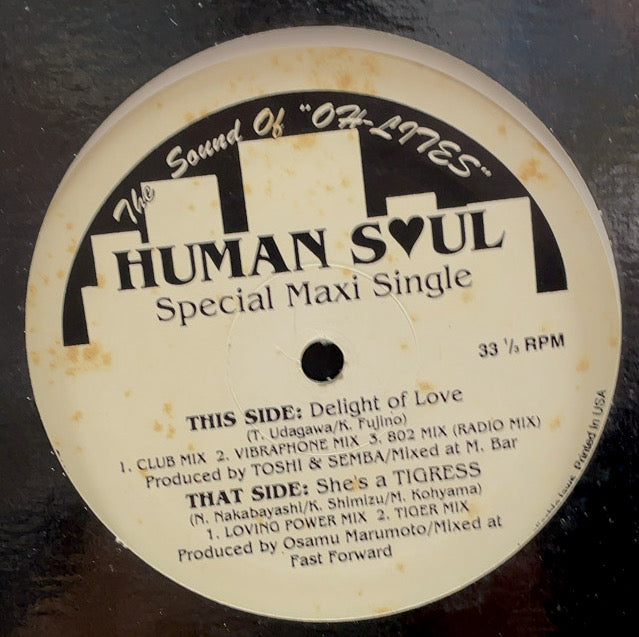 The Sound Of "OH-LITES"
HUMAN S♥UL
Special Maxi Single
33 ⅓ RPM
THIS SIDE: Delight of Love
(T. Udagawa/K. Fujino)
1. CLUB MIX 2. VIBRAPHONE MIX 3. 802 MIX (RADIO MIX)
Produced by TOSHI & SEMBA/Mixed at M. Bar
THAT SIDE: She's a TIGRESS
(N. Nakabayashi/K. Shimizu/M. Kohyama)
1. LOVING POWER MIX 2. TIGER MIX
Produced by Osamu Marumoto/Mixed at
Fast Forward
Printed in USA